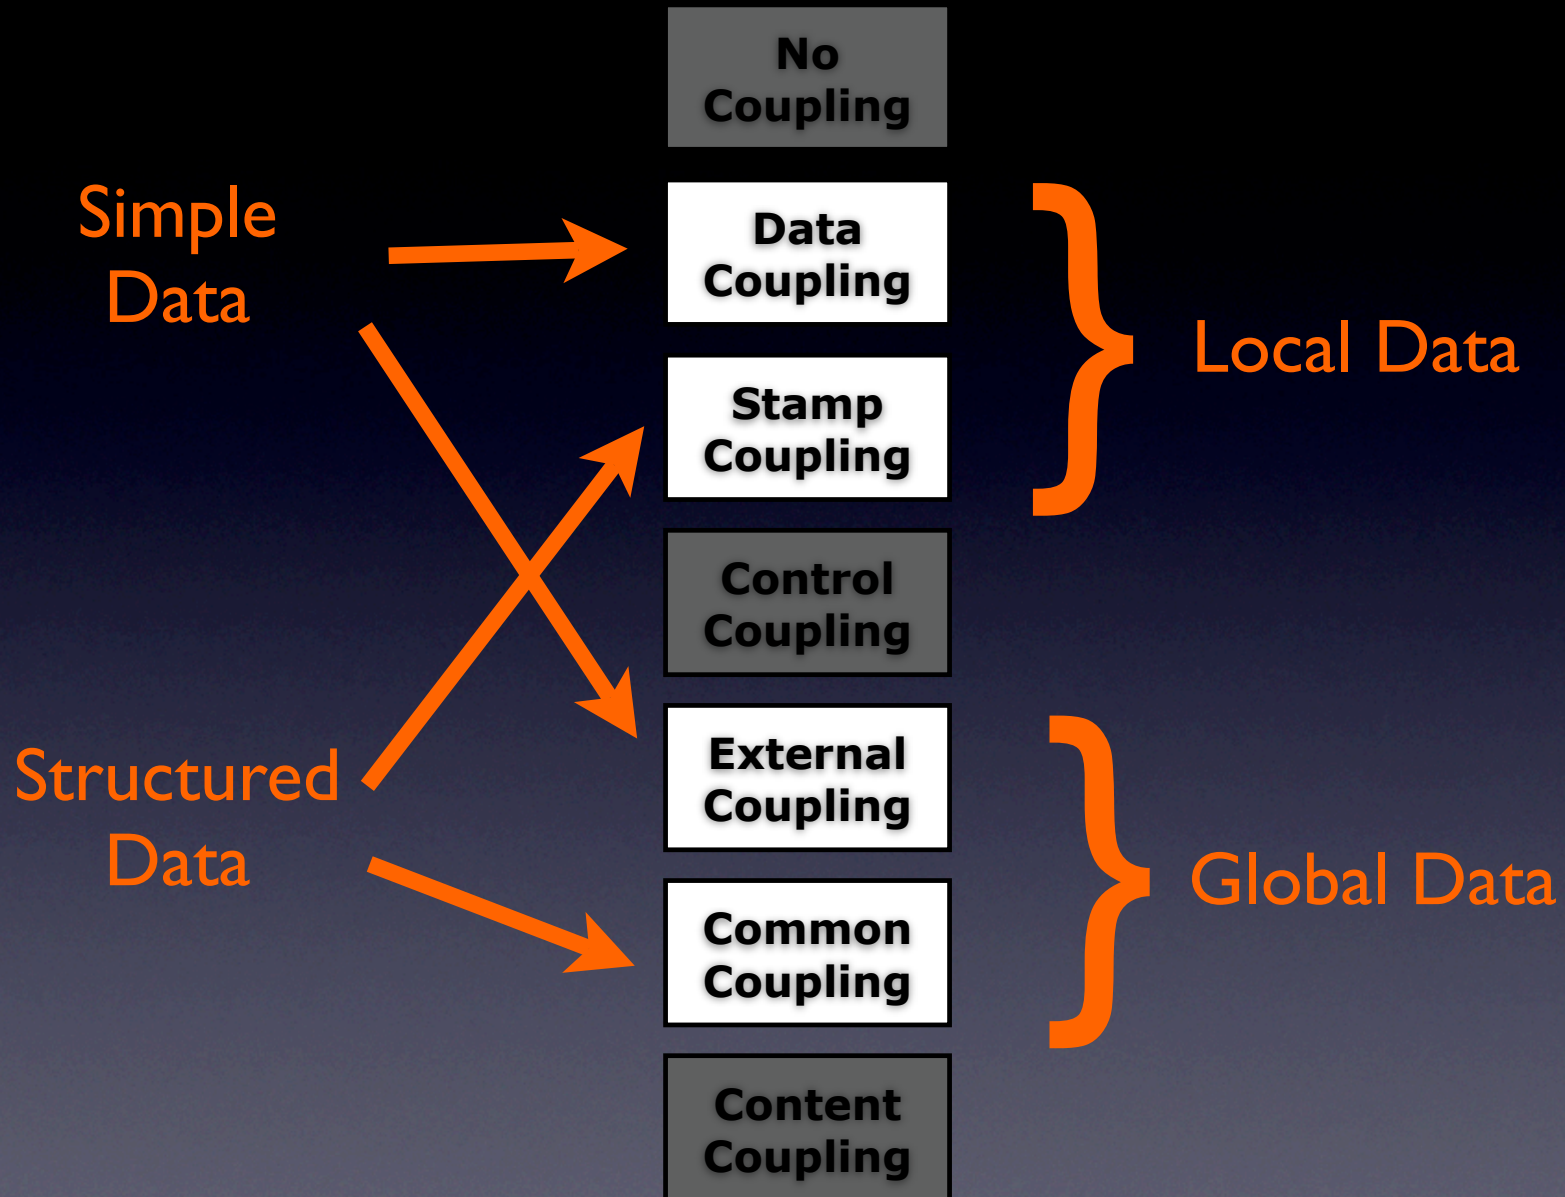 No
Coupling
Simple
Data
Data
Coupling
Stamp
Coupling
Local Data
Control
Coupling
Structured
Data
External
Coupling
Common
Coupling
Global Data
Content
Coupling